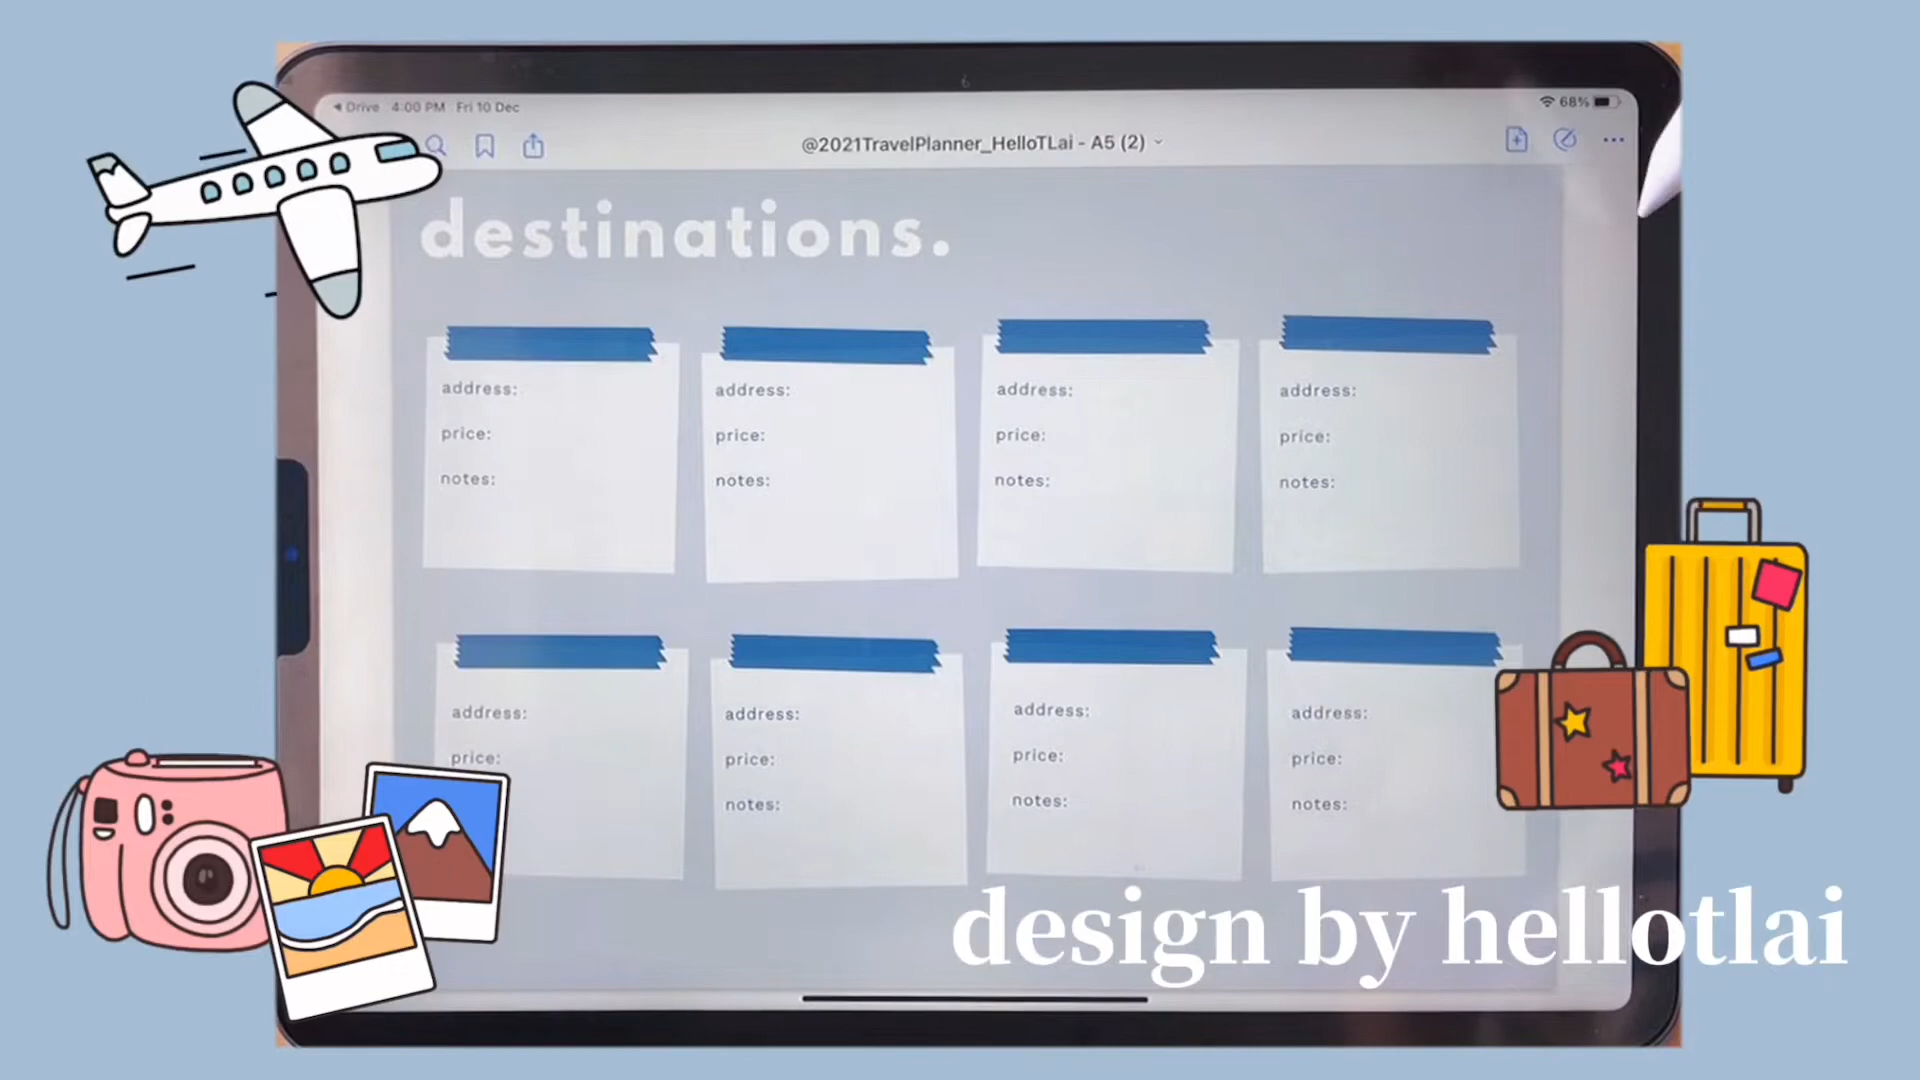 Drive 4:00 PM Fri 10 Dec
68%
@2021TravelPlanner_HelloTLai - A5 (2)
destinations.
address: address: address: address:
price: price: price: price:
notes: notes: notes: notes:
address: address: address: address:
price: price: price: price:
notes: notes: notes:
design by hellotlai